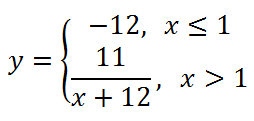 y = { -12, x ≤ 1
11/(x + 12), x > 1